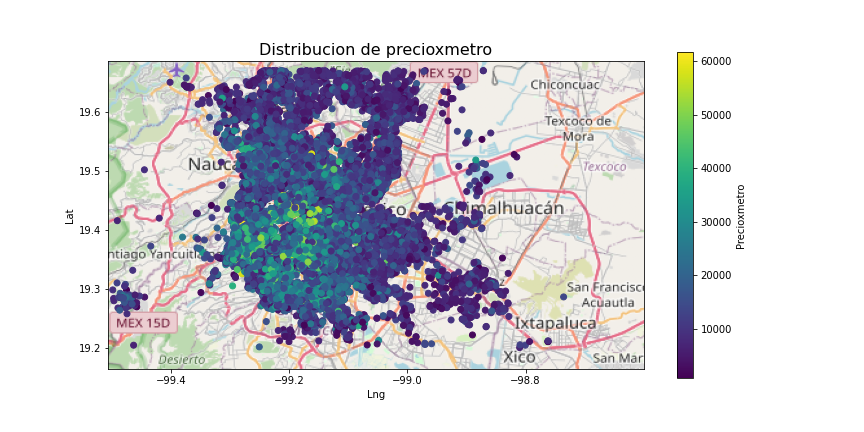 Distribucion de precioxmetro
MEX 57D
Chiconcuac
Texcoco de
Mora
Texcoco
Nauca
co
Chimalhuacán
ntiago Yancuitla
San Francisco
Acuautla
MEX 15D
Ixtapaluca
Desierto
Xico
San Mar
19.6
19.5
19.4
19.3
19.2
Lat
−99.4
−99.2
−99.0
−98.8
Lng
60000
50000
40000
30000
20000
10000
Precioxmetro